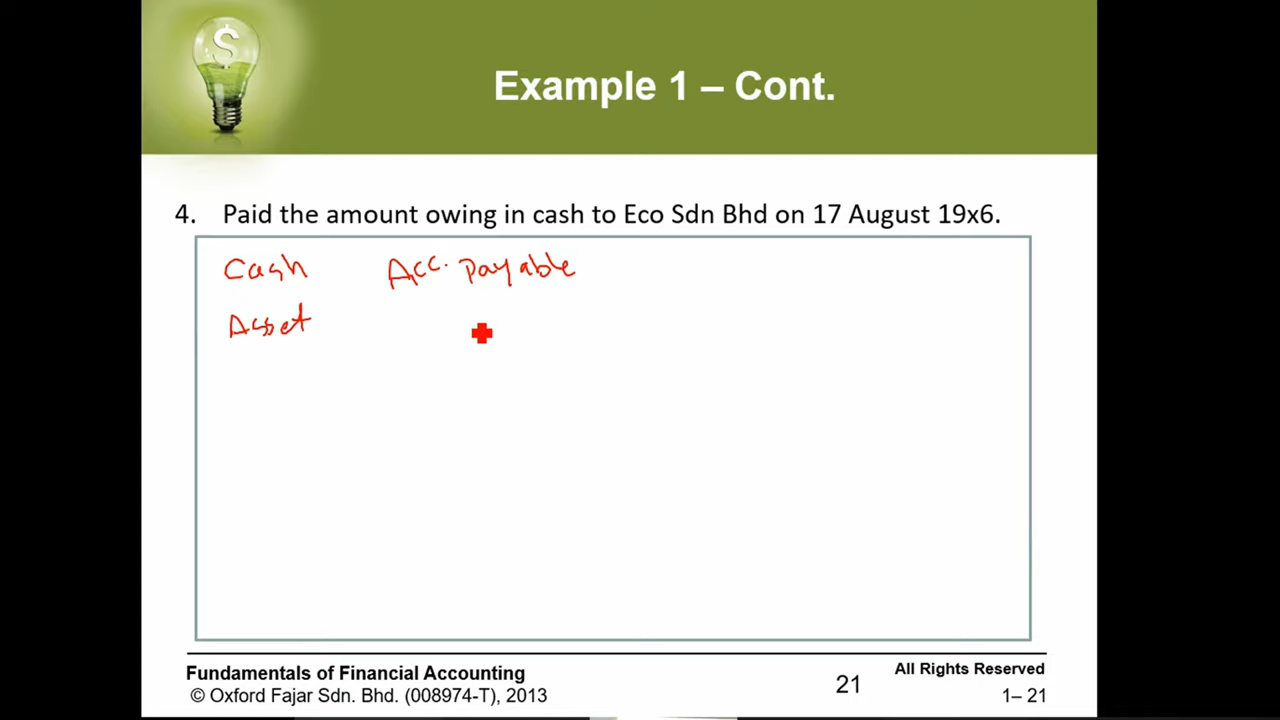 $
Example 1 – Cont.
4. Paid the amount owing in cash to Eco Sdn Bhd on 17 August 19x6.
Cash Acc. Payable
Asset
Fundamentals of Financial Accounting
All Rights Reserved
© Oxford Fajar Sdn. Bhd. (008974-T), 2013
21
1– 21